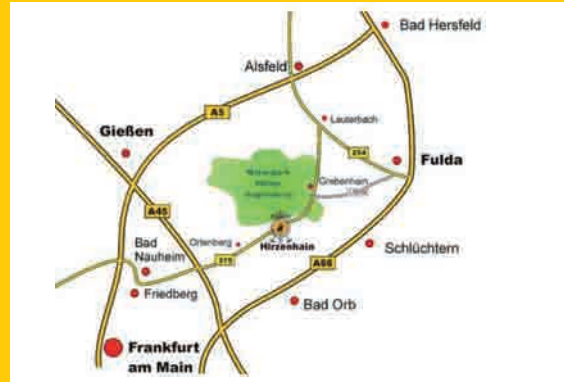 Bad Hersfeld
Alsfeld
A5
Lauterbach
Gießen
254
Fulda
Grebenhain
A45
Hirzenhain
Ortenberg
Bad
Nauheim
275
Schlüchtern
A66
Friedberg
Bad Orb
Frankfurt
am Main